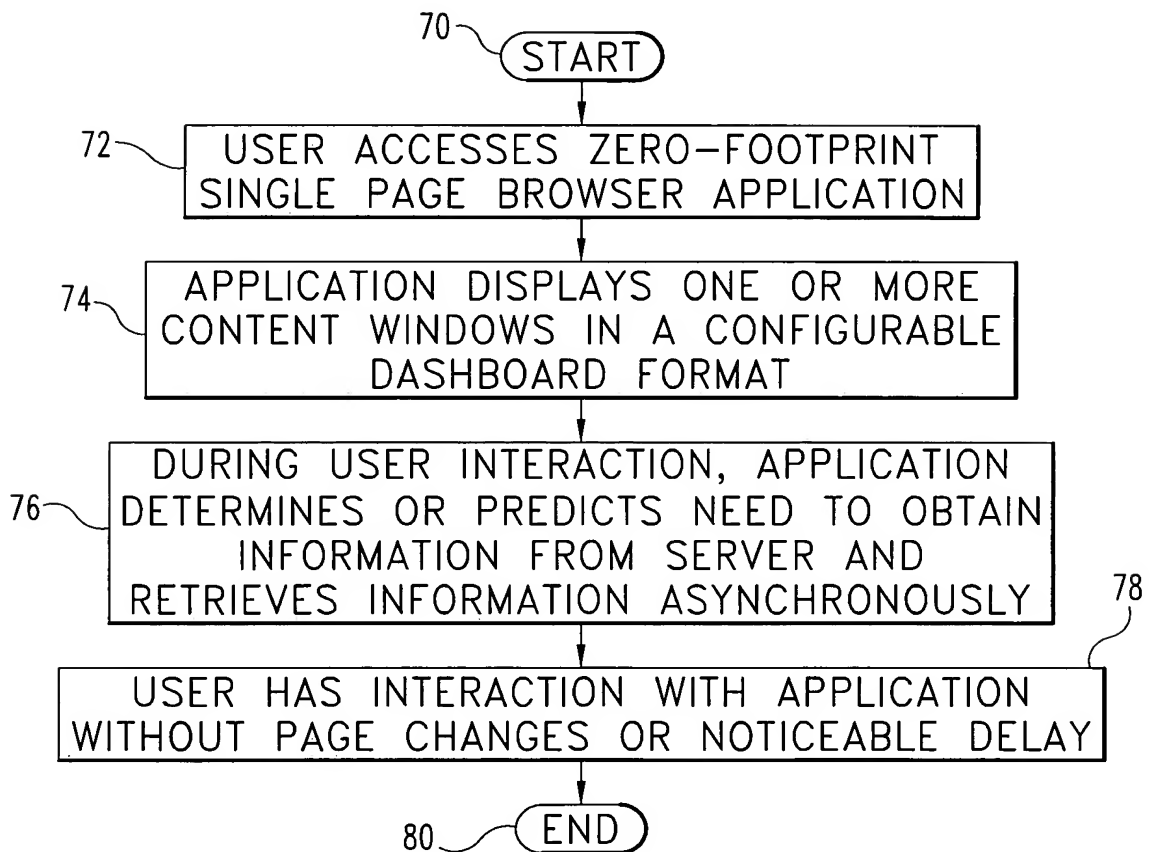 70
START
72
USER ACCESSES ZERO-FOOTPRINT
SINGLE PAGE BROWSER APPLICATION
74
APPLICATION DISPLAYS ONE OR MORE
CONTENT WINDOWS IN A CONFIGURABLE
DASHBOARD FORMAT
76
DURING USER INTERACTION, APPLICATION
DETERMINES OR PREDICTS NEED TO OBTAIN
INFORMATION FROM SERVER AND
RETRIEVES INFORMATION ASYNCHRONOUSLY
78
USER HAS INTERACTION WITH APPLICATION
WITHOUT PAGE CHANGES OR NOTICEABLE DELAY
80
END